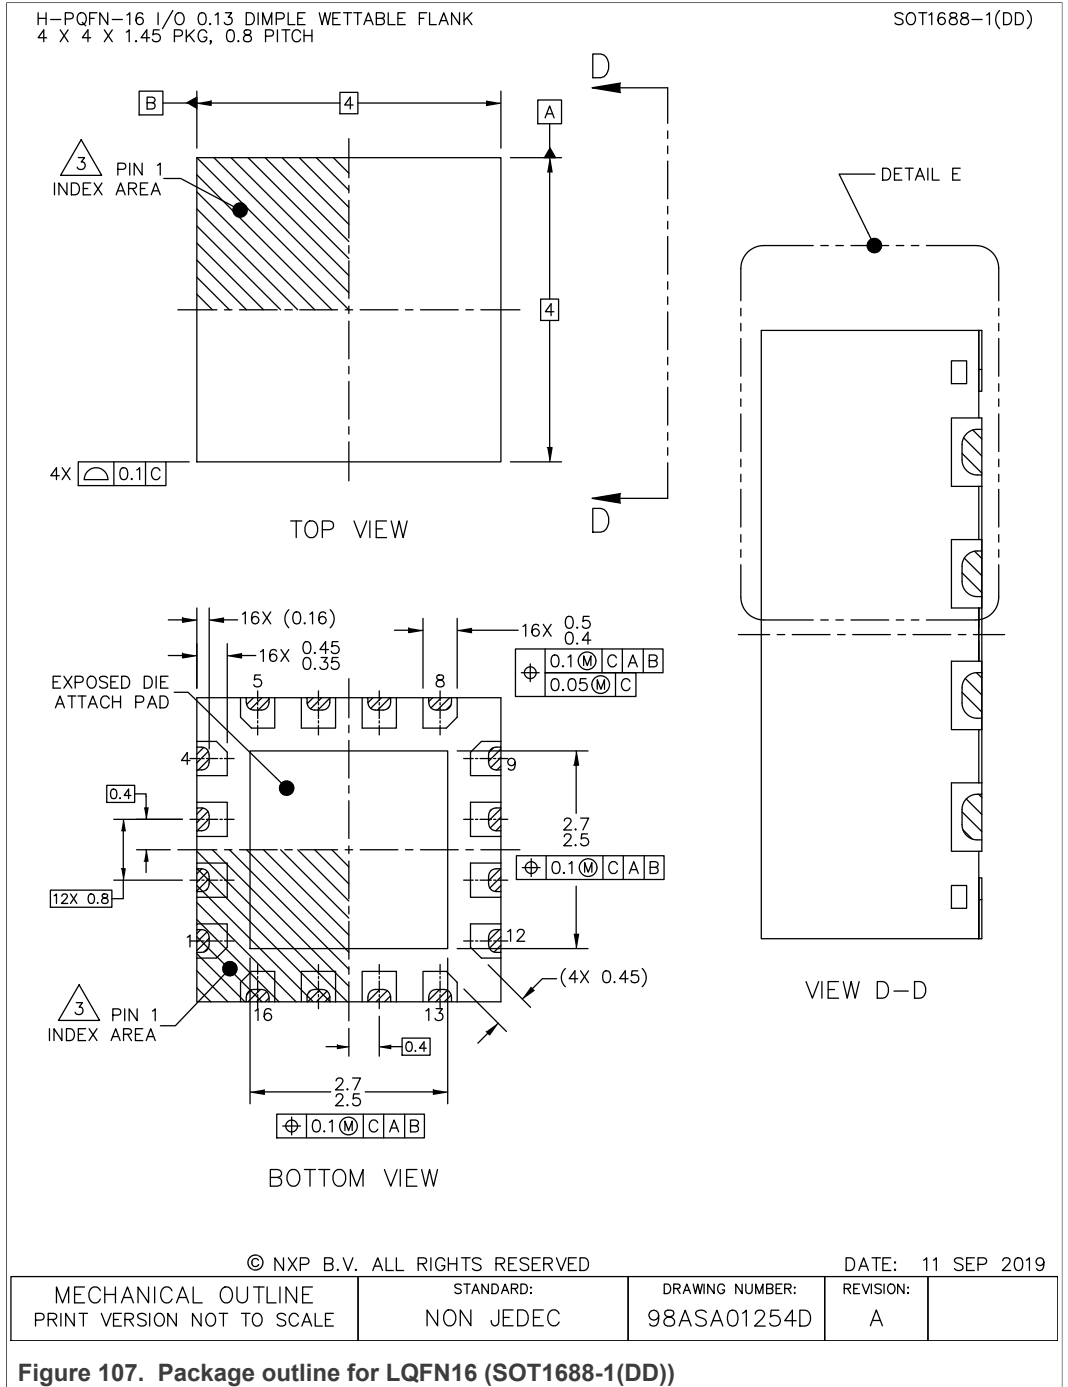 H-PQFN-16 I/O 0.13 DIMPLE WETTABLE FLANK
4 X 4 X 1.45 PKG, 0.8 PITCH
SOT1688-1(DD)
B
4
A
D
3
PIN 1
INDEX AREA
DETAIL E
4
4X ⌓ 0.1 C
D
TOP VIEW
16X (0.16)
16X 0.45
0.35
16X 0.5
0.4
⌖ 0.1 Ⓜ C A B
0.05 Ⓜ C
EXPOSED DIE
ATTACH PAD
5
8
4
9
0.4
2.7
2.5
⌖ 0.1 Ⓜ C A B
12X 0.8
1
12
(4X 0.45)
VIEW D-D
3
PIN 1
INDEX AREA
16
13
0.4
2.7
2.5
⌖ 0.1 Ⓜ C A B
BOTTOM VIEW
© NXP B.V. ALL RIGHTS RESERVED
DATE: 11 SEP 2019
MECHANICAL OUTLINE
PRINT VERSION NOT TO SCALE
STANDARD:
NON JEDEC
DRAWING NUMBER:
98ASA01254D
REVISION:
A
Figure 107. Package outline for LQFN16 (SOT1688-1(DD))